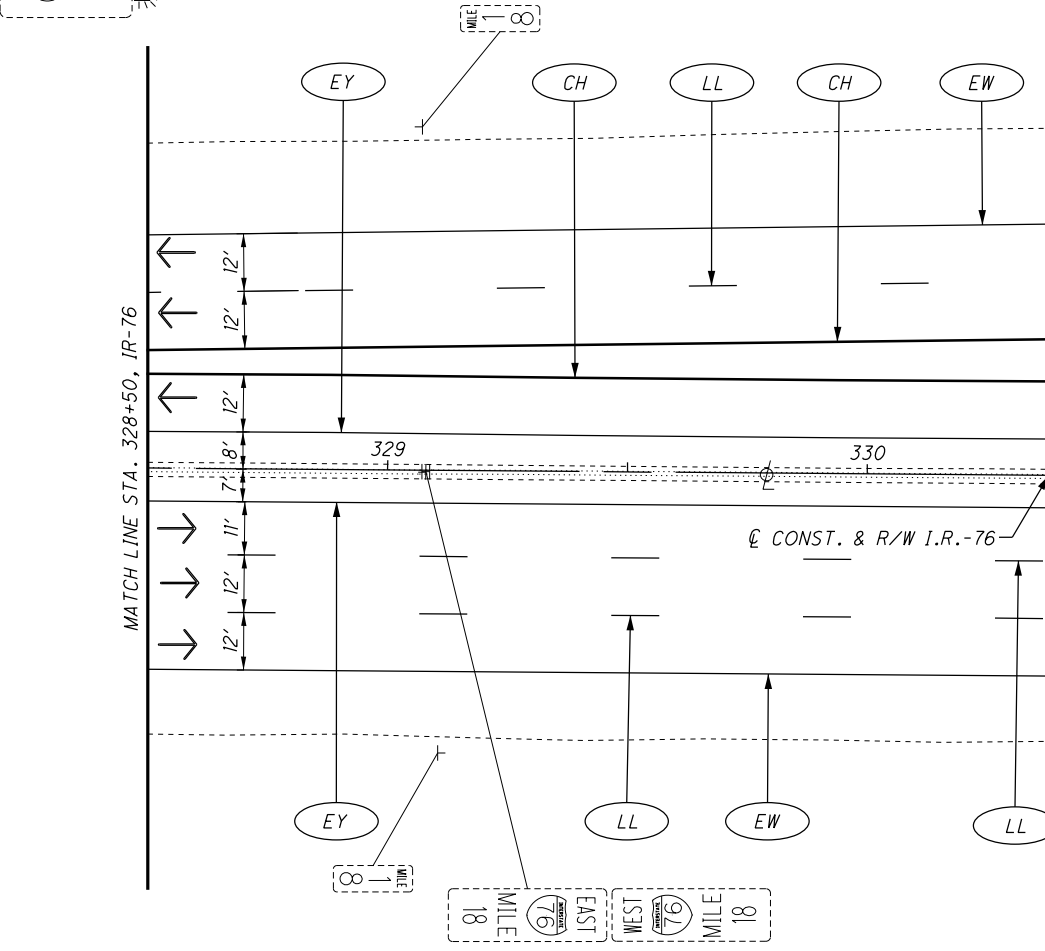 MILE 18
EY
CH
LL
CH
EW
MATCH LINE STA. 328+50, IR-76
12'
12'
12'
8'
7'
11'
12'
12'
329
330
℄ CONST. & R/W I.R.-76
EY
LL
EW
LL
MILE 18
EAST
INTERSTATE
76
MILE
18
WEST
INTERSTATE
76
MILE
18